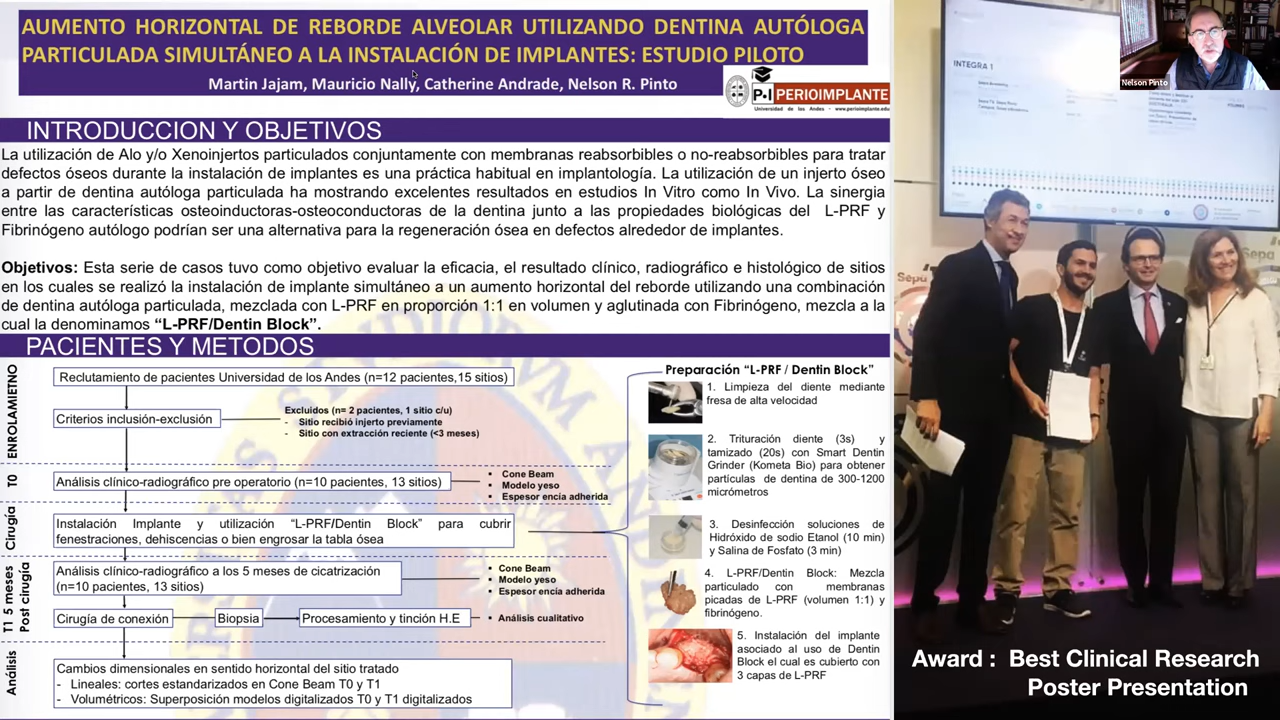 AUMENTO HORIZONTAL DE REBORDE ALVEOLAR UTILIZANDO DENTINA AUTÓLOGA
PARTICULADA SIMULTÁNEO A LA INSTALACIÓN DE IMPLANTES: ESTUDIO PILOTO
Martin Jajam, Mauricio Nally, Catherine Andrade, Nelson R. Pinto
P-I PERIOIMPLANTE
Universidad de los Andes - www.perioimplante.edu
INTRODUCCION Y OBJETIVOS
La utilización de Alo y/o Xenoinjertos particulados conjuntamente con membranas reabsorbibles o no-reabsorbibles para tratar
defectos óseos durante la instalación de implantes es una práctica habitual en implantología. La utilización de un injerto óseo
a partir de dentina autóloga particulada ha mostrando excelentes resultados en estudios In Vitro como In Vivo. La sinergia
entre las características osteoinductoras-osteoconductoras de la dentina junto a las propiedades biológicas del L-PRF y
Fibrinógeno autólogo podrían ser una alternativa para la regeneración ósea en defectos alrededor de implantes.
Objetivos: Esta serie de casos tuvo como objetivo evaluar la eficacia, el resultado clínico, radiográfico e histológico de sitios
en los cuales se realizó la instalación de implante simultáneo a un aumento horizontal del reborde utilizando una combinación
de dentina autóloga particulada, mezclada con L-PRF en proporción 1:1 en volumen y aglutinada con Fibrinógeno, mezcla a la
cual la denominamos “L-PRF/Dentin Block”.
PACIENTES Y METODOS
ENROLAMIETNO
Reclutamiento de pacientes Universidad de los Andes (n=12 pacientes,15 sitios)
Criterios inclusión-exclusión
Excluidos (n= 2 pacientes, 1 sitio c/u)
- Sitio recibió injerto previamente
- Sitio con extracción reciente (<3 meses)
T0
Análisis clínico-radiográfico pre operatorio (n=10 pacientes, 13 sitios)
• Cone Beam
• Modelo yeso
• Espesor encía adherida
Cirugía
Instalación Implante y utilización “L-PRF/Dentin Block” para cubrir
fenestraciones, dehiscencias o bien engrosar la tabla ósea
T1 5 meses
Post cirugía
Análisis clínico-radiográfico a los 5 meses de cicatrización
(n=10 pacientes, 13 sitios)
• Cone Beam
• Modelo yeso
• Espesor encía adherida
Cirugía de conexión
Biopsia
Procesamiento y tinción H.E
• Análisis cualitativo
Análisis
Cambios dimensionales en sentido horizontal del sitio tratado
- Lineales: cortes estandarizados en Cone Beam T0 y T1
- Volumétricos: Superposición modelos digitalizados T0 y T1 digitalizados
Preparación “L-PRF / Dentin Block”
1. Limpieza del diente mediante
fresa de alta velocidad
2. Trituración diente (3s) y
tamizado (20s) con Smart Dentin
Grinder (Kometa Bio) para obtener
partículas de dentina de 300-1200
micrómetros
3. Desinfección soluciones de
Hidróxido de sodio Etanol (10 min)
y Salina de Fosfato (3 min)
4. L-PRF/Dentin Block: Mezcla
particulado con membranas
picadas de L-PRF (volumen 1:1) y
fibrinógeno.
5. Instalación del implante
asociado al uso de Dentin
Block el cual es cubierto con
3 capas de L-PRF
INTEGRA 1
Sepa
Nelson Pinto
Award : Best Clinical Research
Poster Presentation